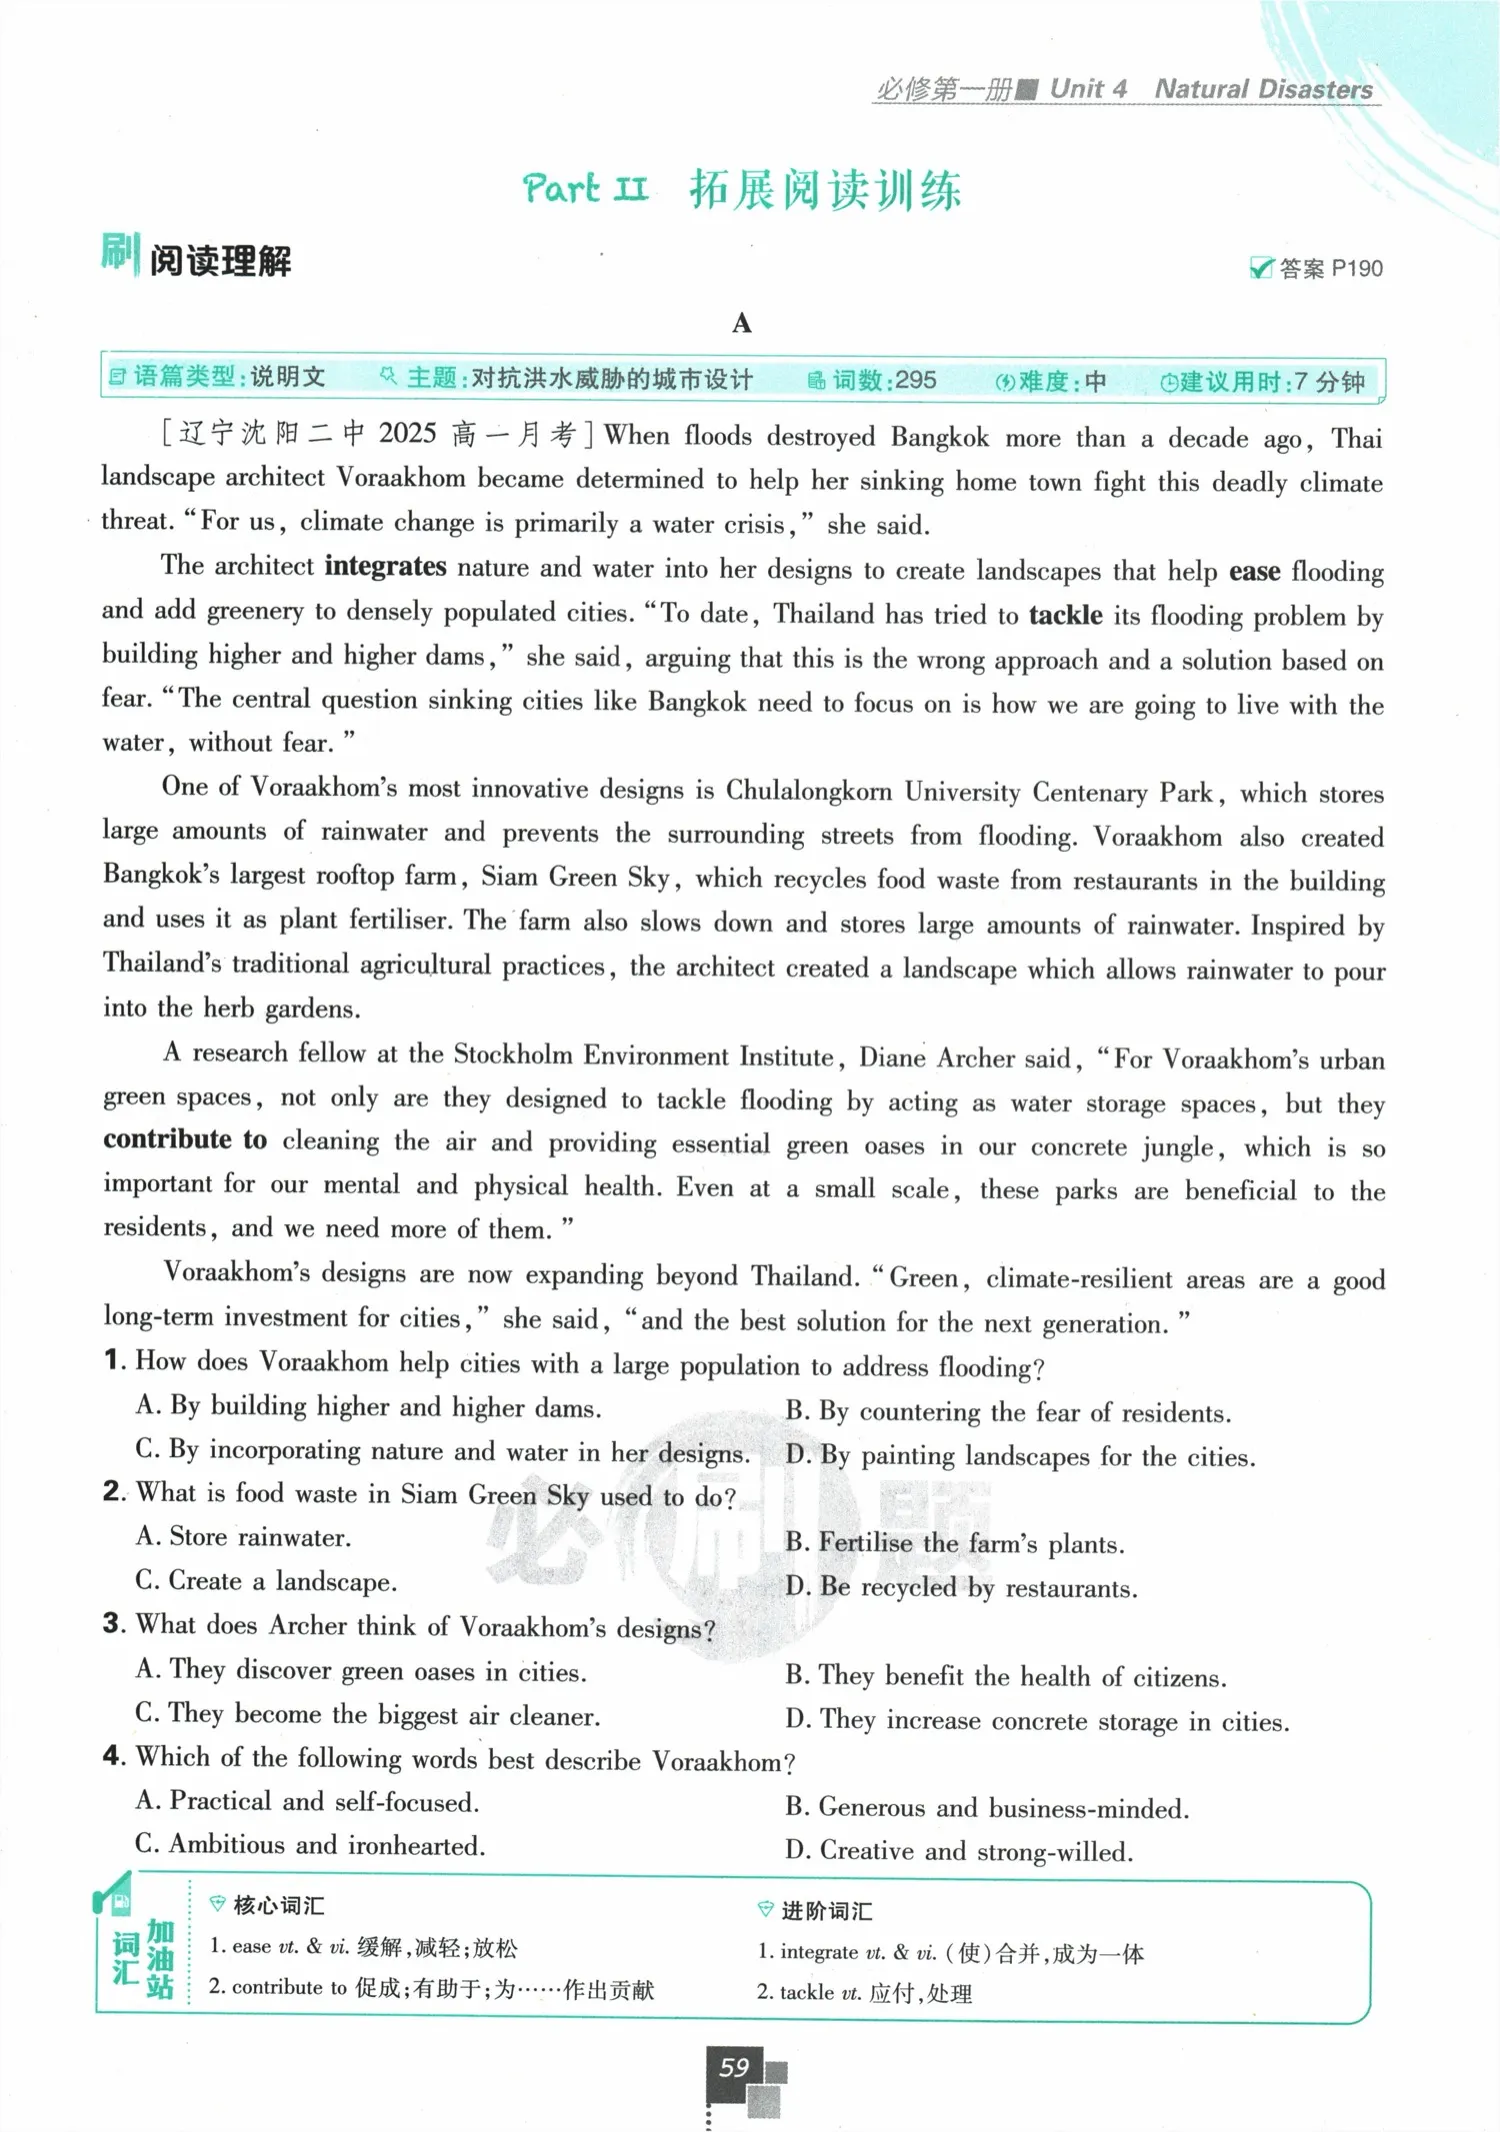 必修第一册 Unit 4 Natural Disasters
Part II 拓展阅读训练
刷 阅读理解
答案 P190
A
语篇类型:说明文 主题:对抗洪水威胁的城市设计 词数:295 难度:中 建议用时:7 分钟
[辽宁沈阳二中 2025 高一月考]When floods destroyed Bangkok more than a decade ago, Thai
landscape architect Voraakhom became determined to help her sinking home town fight this deadly climate
threat. “For us, climate change is primarily a water crisis,” she said.
The architect integrates nature and water into her designs to create landscapes that help ease flooding
and add greenery to densely populated cities. “To date, Thailand has tried to tackle its flooding problem by
building higher and higher dams,” she said, arguing that this is the wrong approach and a solution based on
fear. “The central question sinking cities like Bangkok need to focus on is how we are going to live with the
water, without fear.”
One of Voraakhom’s most innovative designs is Chulalongkorn University Centenary Park, which stores
large amounts of rainwater and prevents the surrounding streets from flooding. Voraakhom also created
Bangkok’s largest rooftop farm, Siam Green Sky, which recycles food waste from restaurants in the building
and uses it as plant fertiliser. The farm also slows down and stores large amounts of rainwater. Inspired by
Thailand’s traditional agricultural practices, the architect created a landscape which allows rainwater to pour
into the herb gardens.
A research fellow at the Stockholm Environment Institute, Diane Archer said, “For Voraakhom’s urban
green spaces, not only are they designed to tackle flooding by acting as water storage spaces, but they
contribute to cleaning the air and providing essential green oases in our concrete jungle, which is so
important for our mental and physical health. Even at a small scale, these parks are beneficial to the
residents, and we need more of them.”
Voraakhom’s designs are now expanding beyond Thailand. “Green, climate-resilient areas are a good
long-term investment for cities,” she said, “and the best solution for the next generation.”
1. How does Voraakhom help cities with a large population to address flooding?
A. By building higher and higher dams. B. By countering the fear of residents.
C. By incorporating nature and water in her designs. D. By painting landscapes for the cities.
2. What is food waste in Siam Green Sky used to do?
A. Store rainwater. B. Fertilise the farm’s plants.
C. Create a landscape. D. Be recycled by restaurants.
3. What does Archer think of Voraakhom’s designs?
A. They discover green oases in cities. B. They benefit the health of citizens.
C. They become the biggest air cleaner. D. They increase concrete storage in cities.
4. Which of the following words best describe Voraakhom?
A. Practical and self-focused. B. Generous and business-minded.
C. Ambitious and ironhearted. D. Creative and strong-willed.
必刷题
词汇加油站
核心词汇 进阶词汇
1. ease vt. & vi. 缓解,减轻;放松 1. integrate vt. & vi. (使)合并,成为一体
2. contribute to 促成;有助于;为……作出贡献 2. tackle vt. 应付,处理
59